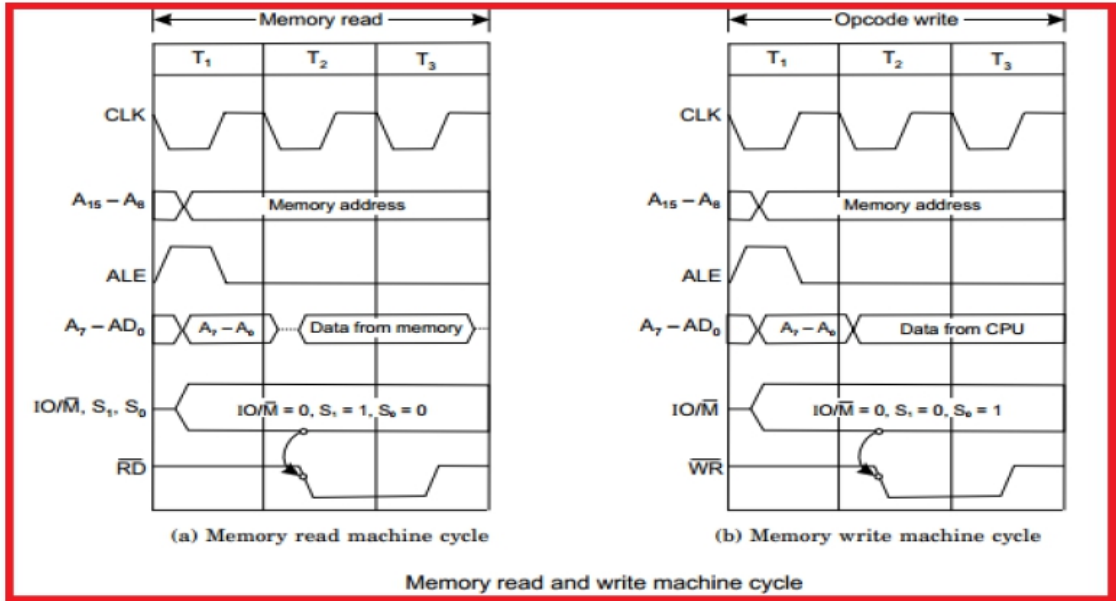 Memory read
T₁ T₂ T₃
CLK
A₁₅ – A₈
Memory address
ALE
A₇ – AD₀
A₇ – A₀
Data from memory
IO/M̅, S₁, S₀
IO/M̅ = 0, S₁ = 1, S₀ = 0
R̅D̅
(a) Memory read machine cycle
Opcode write
T₁ T₂ T₃
CLK
A₁₅ – A₈
Memory address
ALE
A₇ – AD₀
A₇ – A₀
Data from CPU
IO/M̅
IO/M̅ = 0, S₁ = 0, S₀ = 1
W̅R̅
(b) Memory write machine cycle
Memory read and write machine cycle